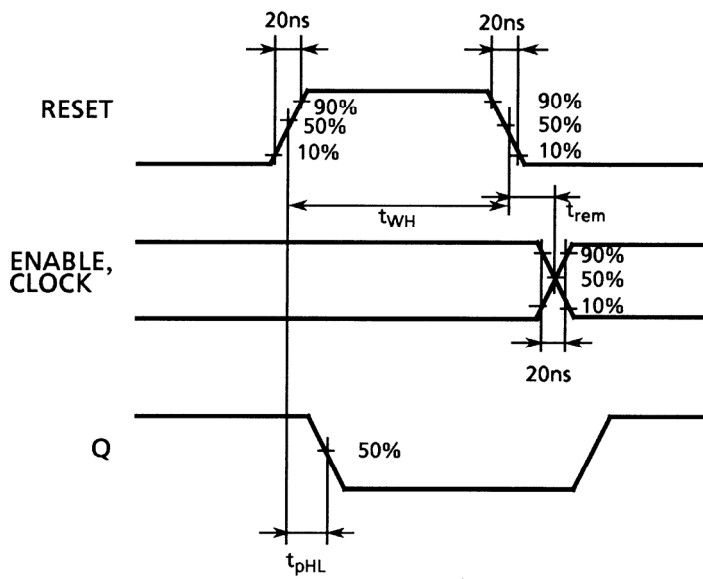 20ns
20ns
RESET
90%
50%
10%
90%
50%
10%
tWH
trem
ENABLE,
CLOCK
90%
50%
10%
20ns
Q
50%
tpHL